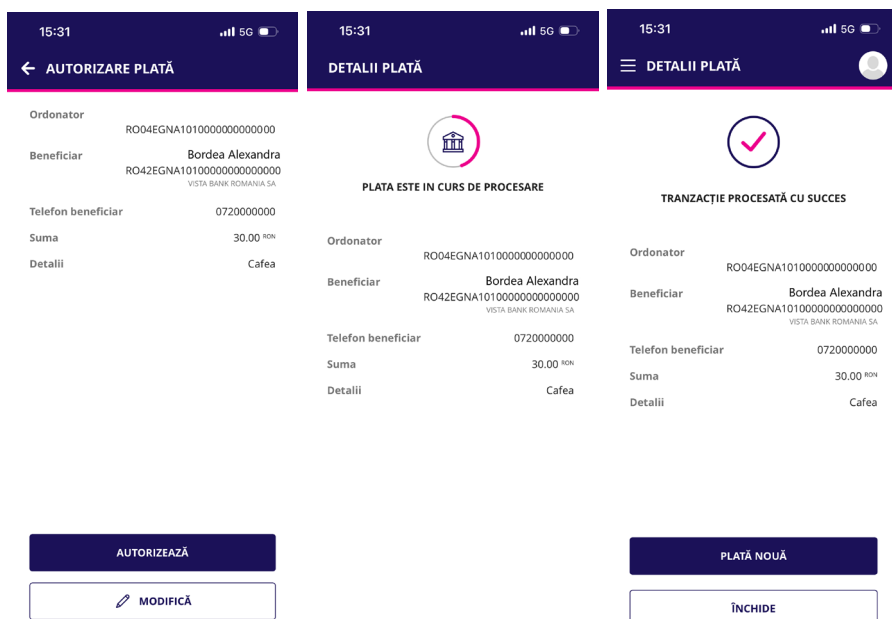 15:31
5G
AUTORIZARE PLATĂ
Ordonator
RO04EGNA1010000000000000
Beneficiar
Bordea Alexandra
RO42EGNA10100000000000000
VISTA BANK ROMANIA SA
Telefon beneficiar 0720000000
Suma 30.00 RON
Detalii Cafea
AUTORIZEAZĂ
MODIFICĂ
15:31
5G
DETALII PLATĂ
PLATA ESTE IN CURS DE PROCESARE
Ordonator
RO04EGNA1010000000000000
Beneficiar
Bordea Alexandra
RO42EGNA10100000000000000
VISTA BANK ROMANIA SA
Telefon beneficiar 0720000000
Suma 30.00 RON
Detalii Cafea
15:31
5G
DETALII PLATĂ
TRANZACȚIE PROCESATĂ CU SUCCES
Ordonator
RO04EGNA1010000000000000
Beneficiar
Bordea Alexandra
RO42EGNA10100000000000000
VISTA BANK ROMANIA SA
Telefon beneficiar 0720000000
Suma 30.00 RON
Detalii Cafea
PLATĂ NOUĂ
ÎNCHIDE